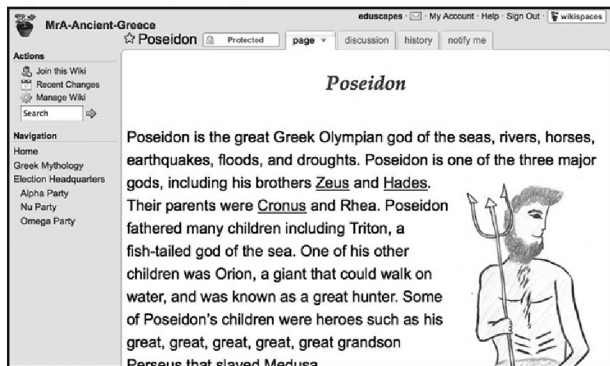 MrA-Ancient-Greece
eduscapes · My Account · Help · Sign Out · wikispaces
Poseidon Protected page discussion history notify me
Actions
Join this Wiki
Recent Changes
Manage Wiki
Search
Navigation
Home
Greek Mythology
Election Headquarters
Alpha Party
Nu Party
Omega Party
Poseidon
Poseidon is the great Greek Olympian god of the seas, rivers, horses,
earthquakes, floods, and droughts. Poseidon is one of the three major
gods, including his brothers Zeus and Hades.
Their parents were Cronus and Rhea. Poseidon
fathered many children including Triton, a
fish-tailed god of the sea. One of his other
children was Orion, a giant that could walk on
water, and was known as a great hunter. Some
of Poseidon's children were heroes such as his
great, great, great, great, great grandson
Perseus that slayed Medusa.